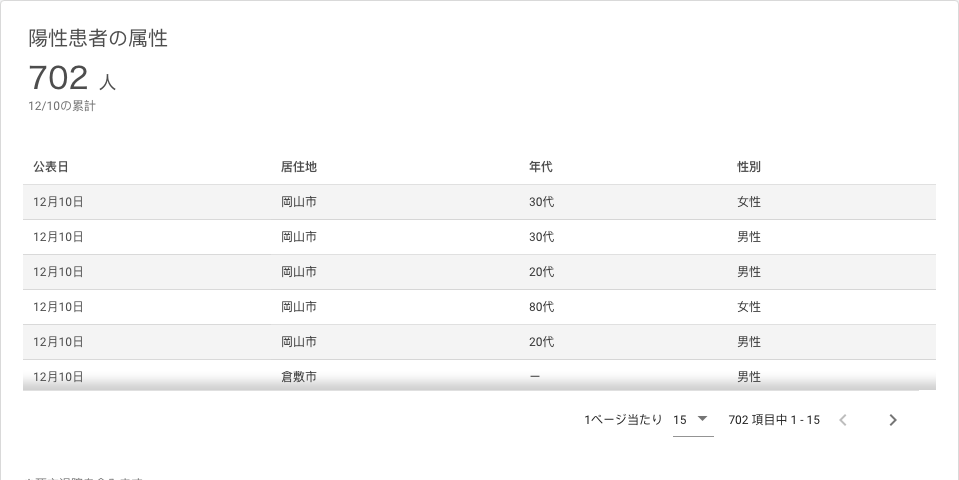 陽性患者の属性
702 人
12/10の累計
公表日 居住地 年代 性別
12月10日 岡山市 30代 女性
12月10日 岡山市 30代 男性
12月10日 岡山市 20代 男性
12月10日 岡山市 80代 女性
12月10日 岡山市 20代 男性
12月10日 倉敷市 ー 男性
1ページ当たり 15 702 項目中 1 - 15